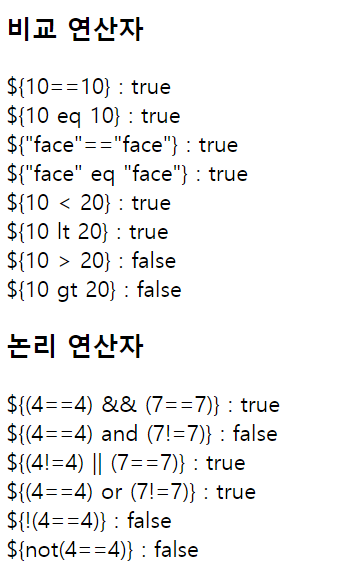 비교 연산자
${10==10} : true
${10 eq 10} : true
${"face"=="face"} : true
${"face" eq "face"} : true
${10 < 20} : true
${10 lt 20} : true
${10 > 20} : false
${10 gt 20} : false
논리 연산자
${(4==4) && (7==7)} : true
${(4==4) and (7!=7)} : false
${(4!=4) || (7==7)} : true
${(4==4) or (7!=7)} : true
${!(4==4)} : false
${not(4==4)} : false